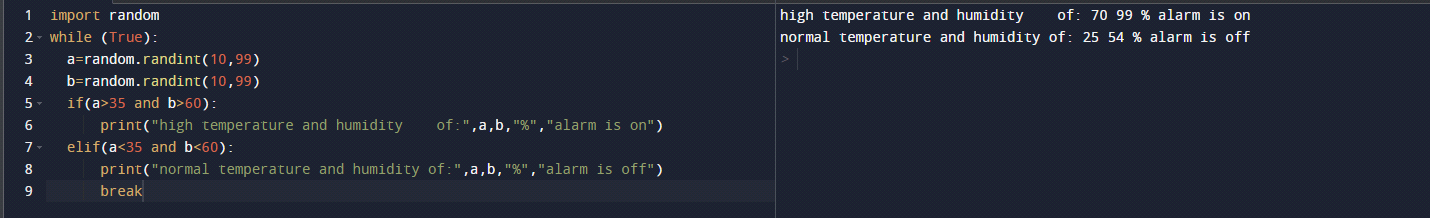 1 import random
2 while (True):
3   a=random.randint(10,99)
4   b=random.randint(10,99)
5   if(a>35 and b>60):
6       print("high temperature and humidity    of:",a,b,"%","alarm is on")
7   elif(a<35 and b<60):
8       print("normal temperature and humidity of:",a,b,"%","alarm is off")
9       break
high temperature and humidity    of: 70 99 % alarm is on
normal temperature and humidity of: 25 54 % alarm is off
>